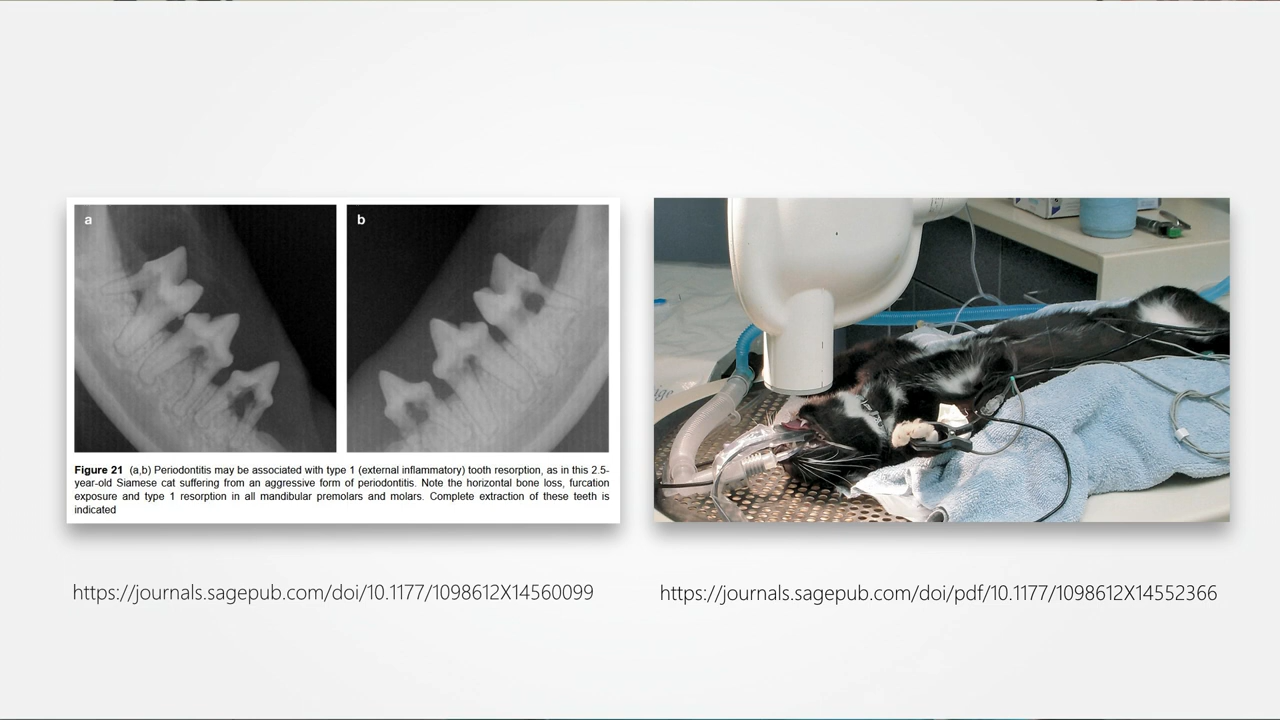 a
b
Figure 21 (a,b) Periodontitis may be associated with type 1 (external inflammatory) tooth resorption, as in this 2.5-
year-old Siamese cat suffering from an aggressive form of periodontitis. Note the horizontal bone loss, furcation
exposure and type 1 resorption in all mandibular premolars and molars. Complete extraction of these teeth is
indicated
https://journals.sagepub.com/doi/10.1177/1098612X14560099
https://journals.sagepub.com/doi/pdf/10.1177/1098612X14552366